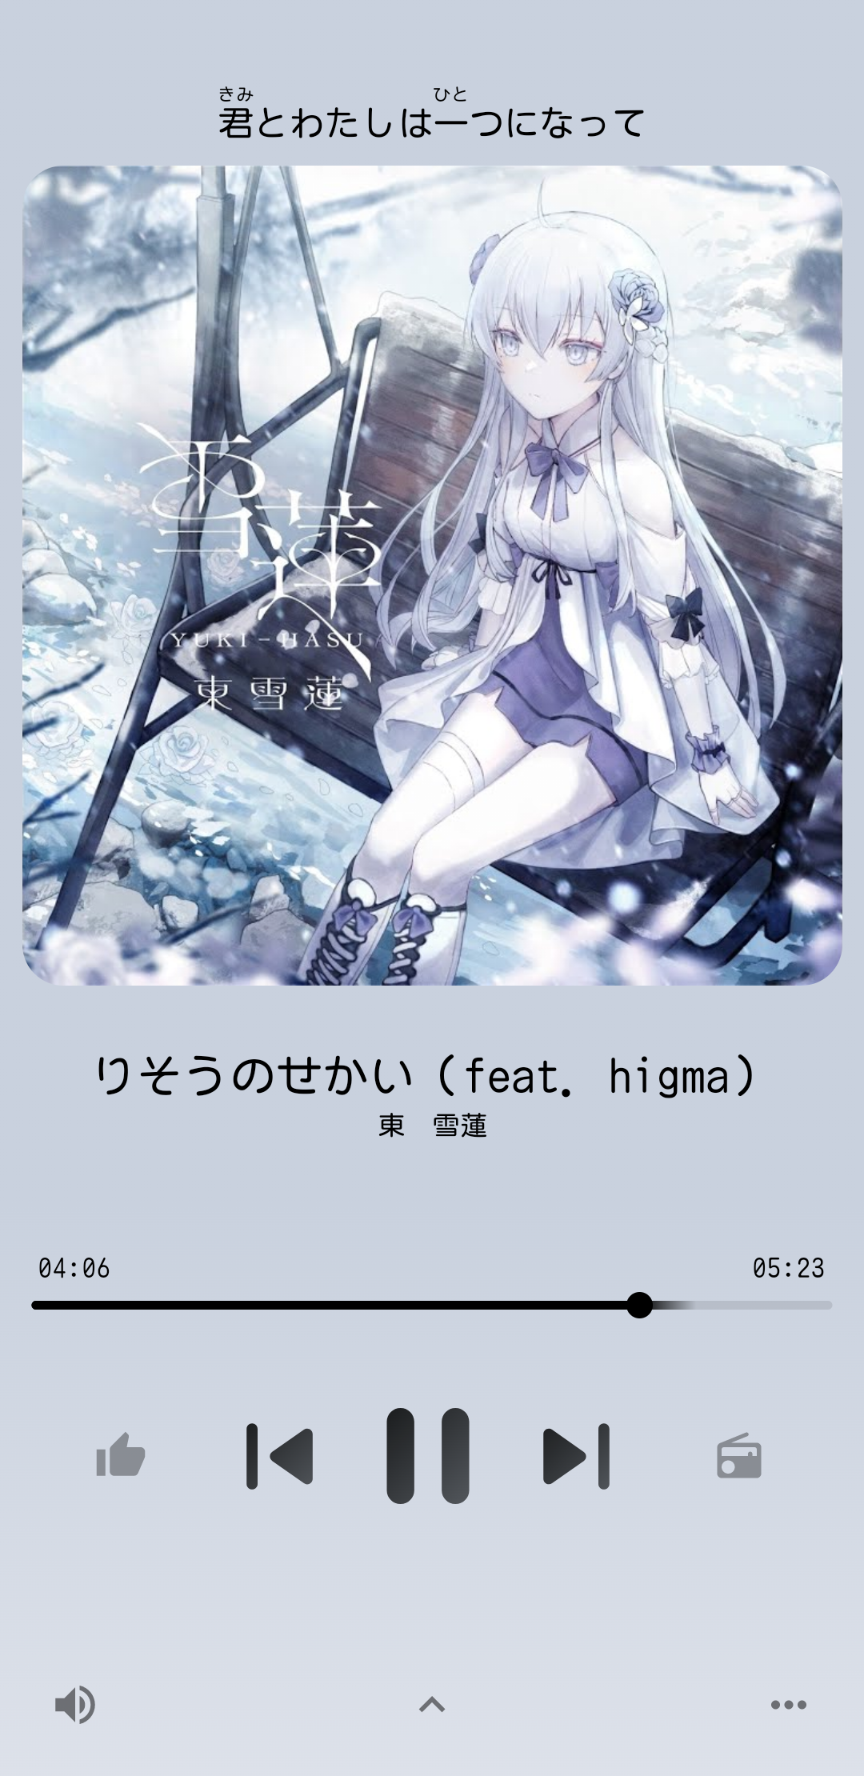 きみ ひと
君とわたしは一つになって
雪蓮
YUKI-HASU
東雪蓮
りそうのせかい (feat. higma)
東 雪蓮
04:06 05:23